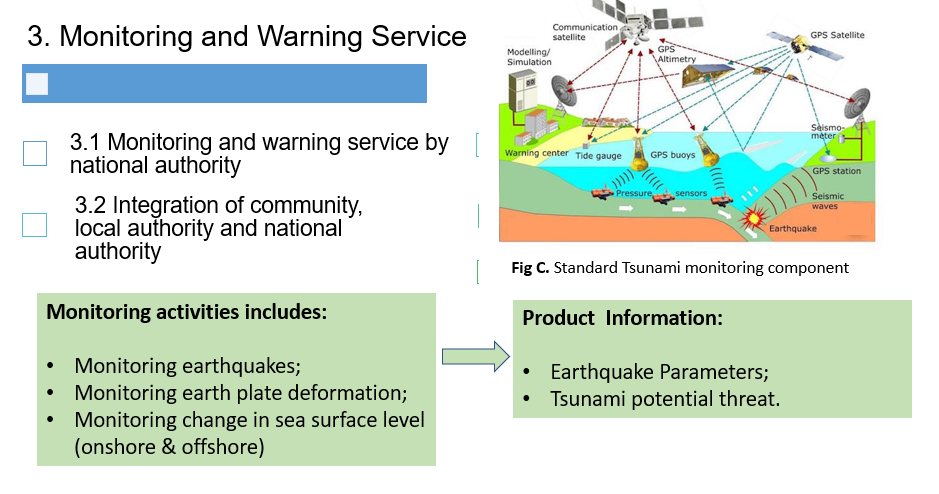 3. Monitoring and Warning Service
3.1 Monitoring and warning service by
national authority
3.2 Integration of community,
local authority and national
authority
Communication
satellite
GPS Satellite
GPS
Altimetry
Modelling/
Simulation
Seismo-
meter
Warning center
Tide gauge
GPS buoys
GPS station
Pressure
sensors
Seismic
waves
Earthquake
Fig C. Standard Tsunami monitoring component
Monitoring activities includes:
• Monitoring earthquakes;
• Monitoring earth plate deformation;
• Monitoring change in sea surface level
(onshore & offshore)
Product Information:
• Earthquake Parameters;
• Tsunami potential threat.